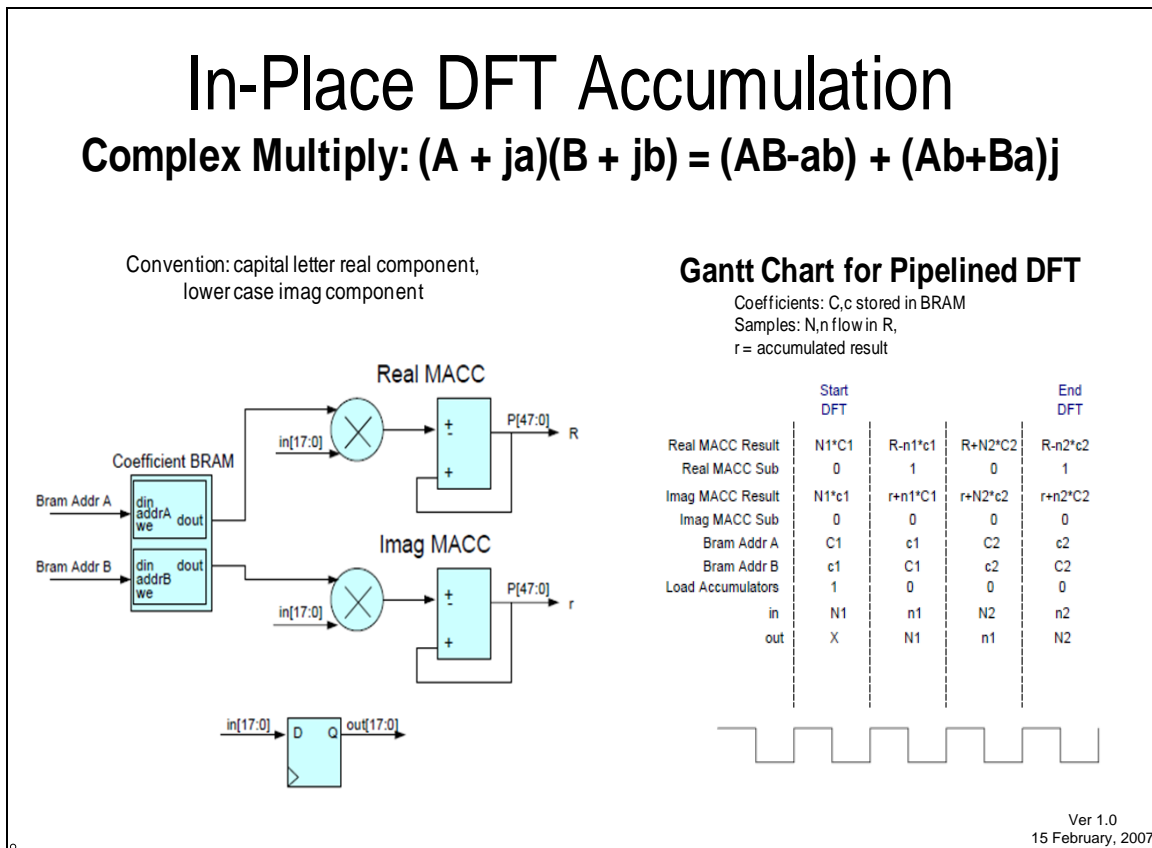 In-Place DFT Accumulation
Complex Multiply: (A + ja)(B + jb) = (AB-ab) + (Ab+Ba)j
Convention: capital letter real component,
lower case imag component
Real MACC
in[17:0]
+
-
+
P[47:0]
R
Coefficient BRAM
Bram Addr A
din
addrA
we
dout
Bram Addr B
din
addrB
we
dout
Imag MACC
in[17:0]
+
-
+
P[47:0]
r
in[17:0]
D
Q
out[17:0]
Gantt Chart for Pipelined DFT
Coefficients: C,c stored in BRAM
Samples: N,n flow in R,
r = accumulated result
Start
DFT
End
DFT
Real MACC Result N1*C1 R-n1*c1 R+N2*C2 R-n2*c2
Real MACC Sub 0 1 0 1
Imag MACC Result N1*c1 r+n1*C1 r+N2*c2 r+n2*C2
Imag MACC Sub 0 0 0 0
Bram Addr A C1 c1 C2 c2
Bram Addr B c1 C1 c2 C2
Load Accumulators 1 0 0 0
in N1 n1 N2 n2
out X N1 n1 N2
Ver 1.0
15 February, 2007